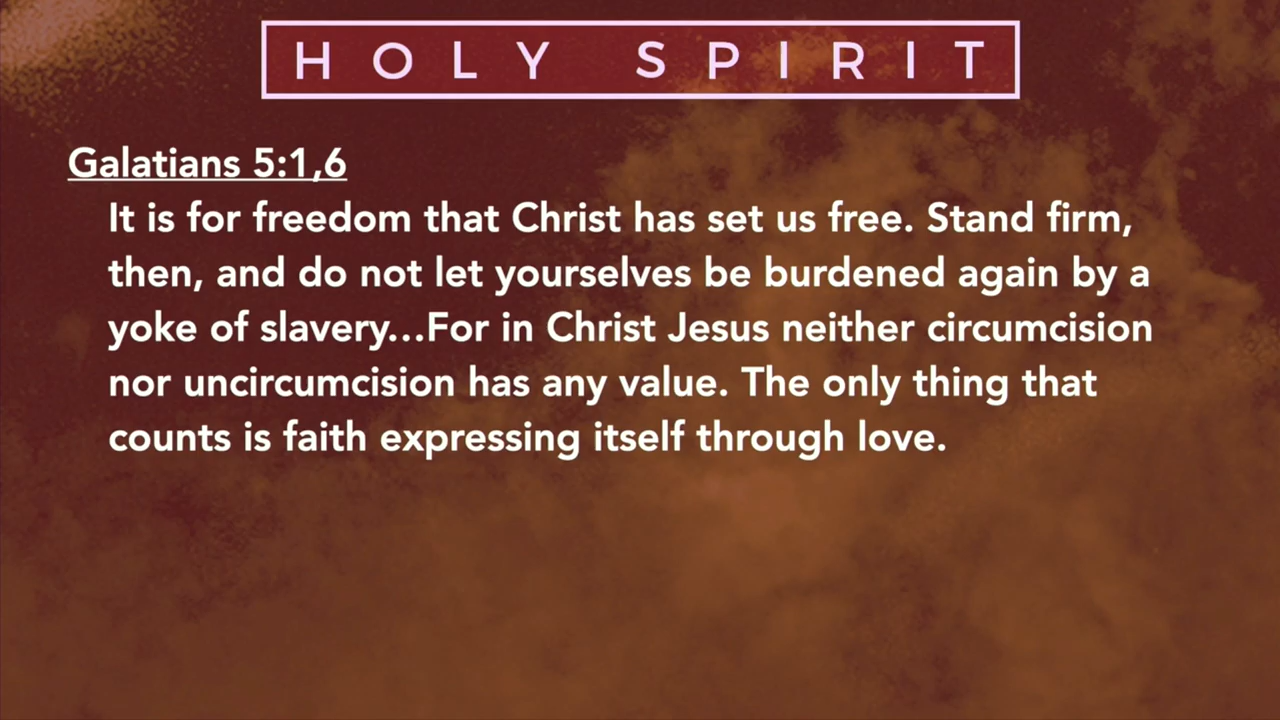 HOLY SPIRIT
Galatians 5:1,6
It is for freedom that Christ has set us free. Stand firm,
then, and do not let yourselves be burdened again by a
yoke of slavery...For in Christ Jesus neither circumcision
nor uncircumcision has any value. The only thing that
counts is faith expressing itself through love.